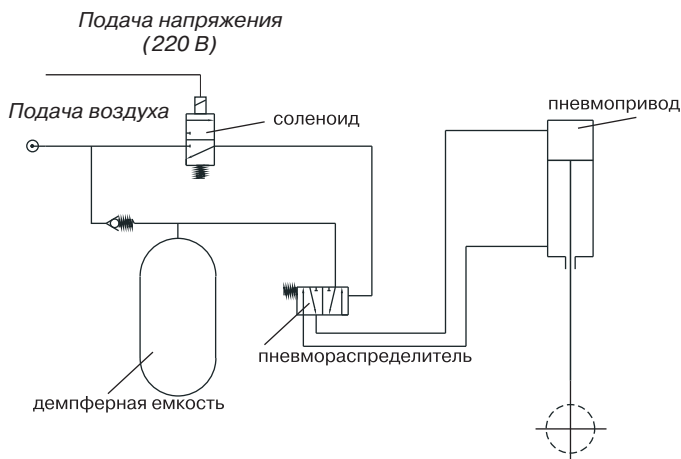 Подача напряжения
(220 В)
Подача воздуха
соленоид
пневмопривод
пневмораспределитель
демпферная емкость